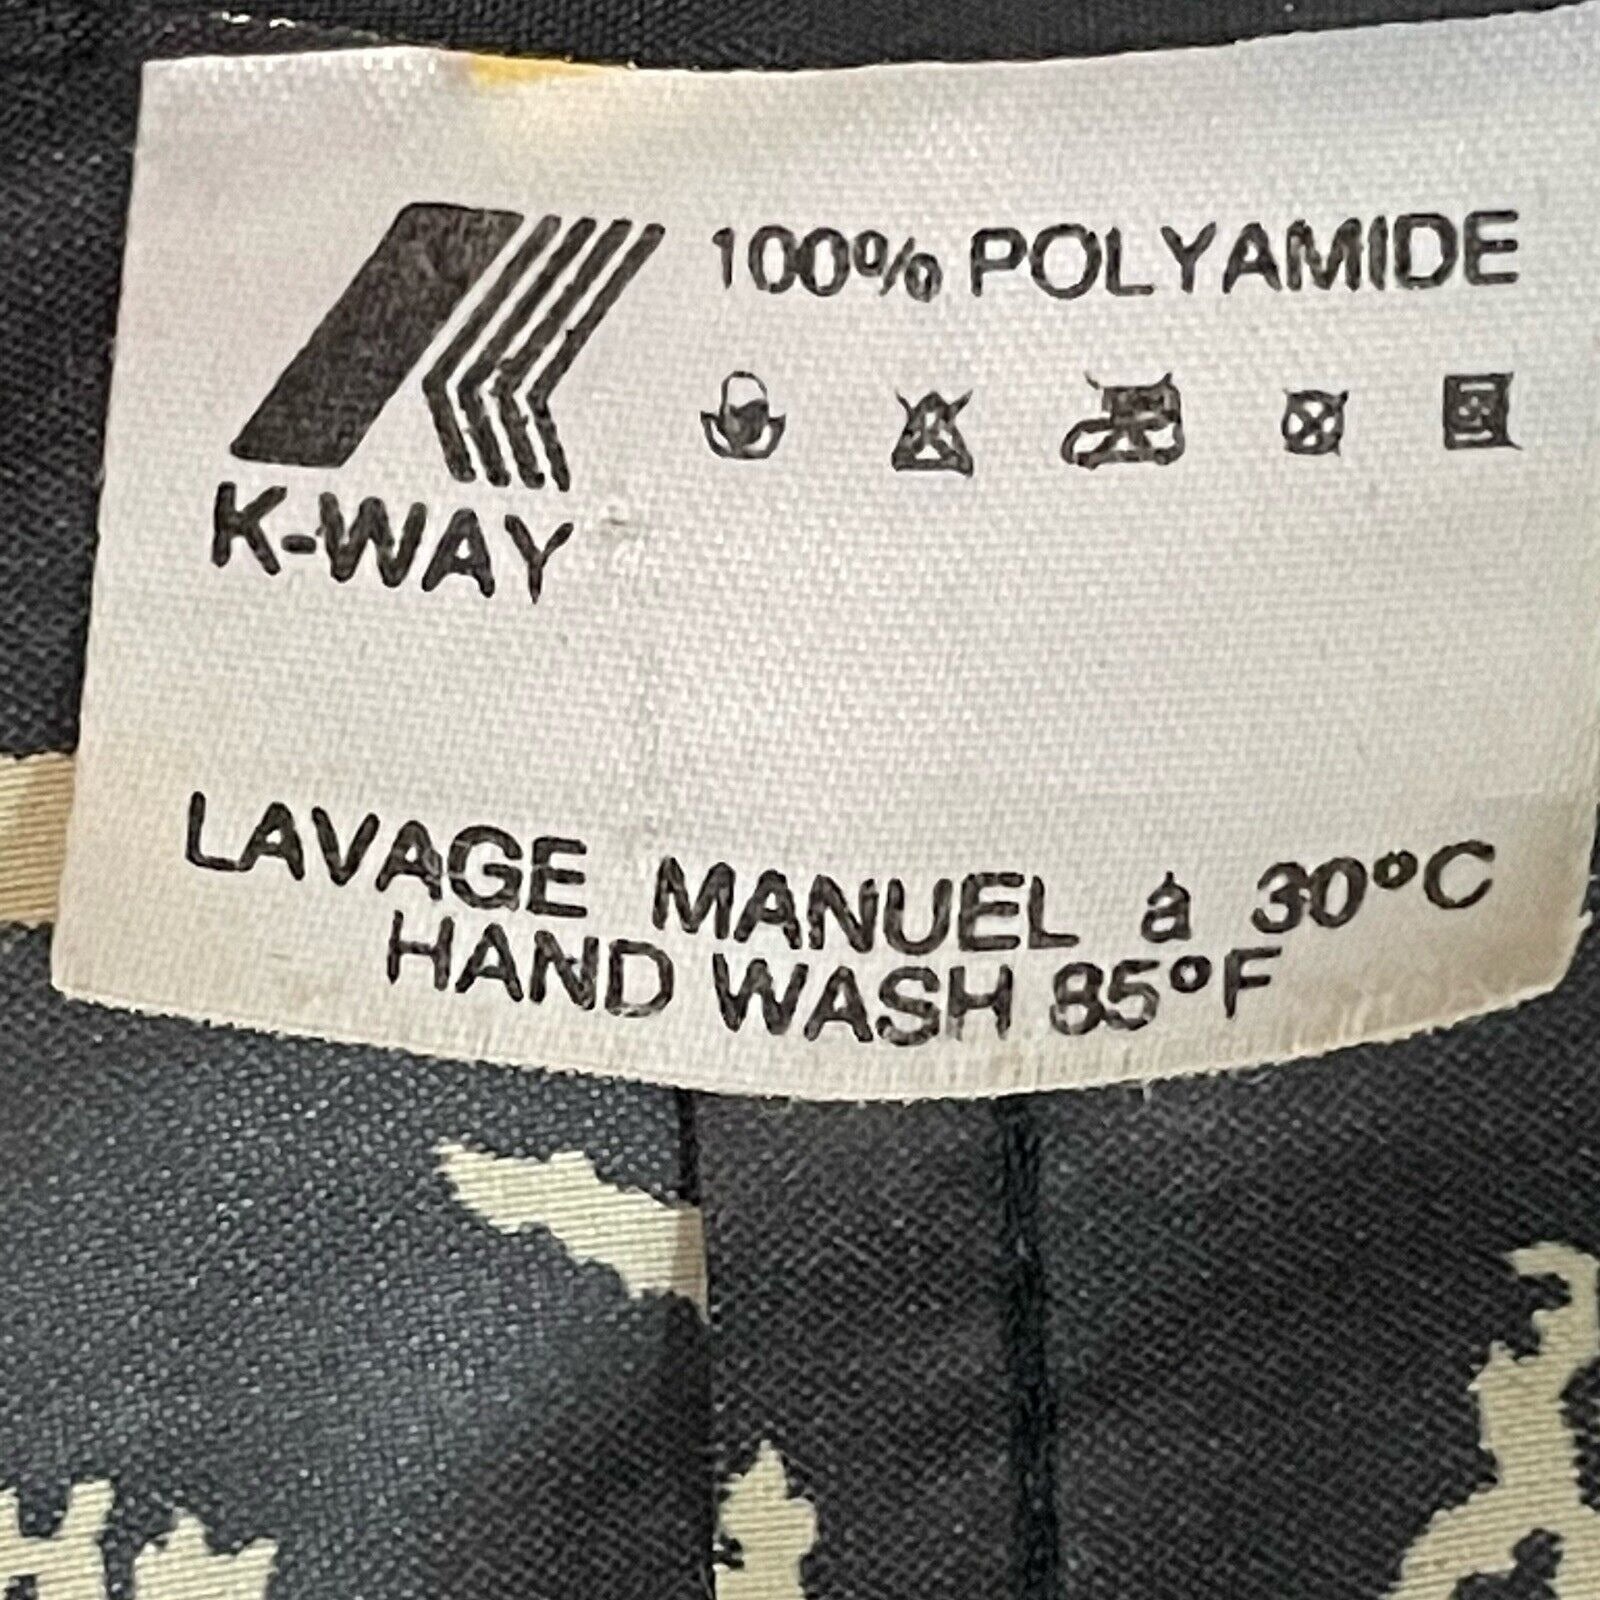 100% POLYAMIDE
K-WAY
LAVAGE MANUEL à 30°C
HAND WASH 85°F